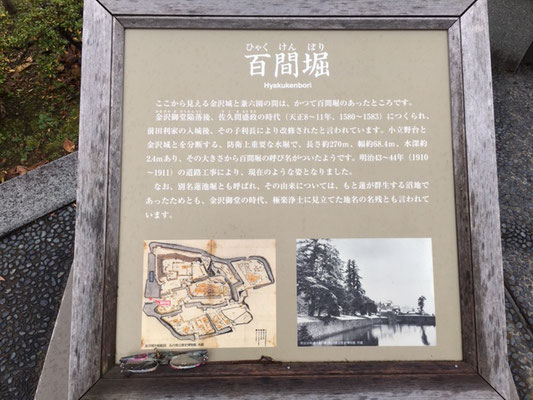 ひゃく けん ぼり
百間堀
Hyakukenbori
ここから見える金沢城と兼六園の間は、かつて百間堀のあったところです。
金沢御堂陥落後、佐久間盛政の時代(天正8〜11年、1580〜1583)につくられ、
前田利家の入城後、その子利長により改修されたと言われています。小立野台と
金沢城とを分断する、防衛上重要な水堀で、長さ約270m、幅約68.4m、水深約
2.4mあり、その大きさから百間堀の呼び名がついたようです。明治43〜44年(1910
〜1911)の道路工事により、現在のような姿となりました。
なお、別名蓮池堀とも呼ばれ、その由来については、もと蓮が群生する沼地で
あったためとも、金沢御堂の時代、極楽浄土に見立てた地名の名残とも言われて
います。